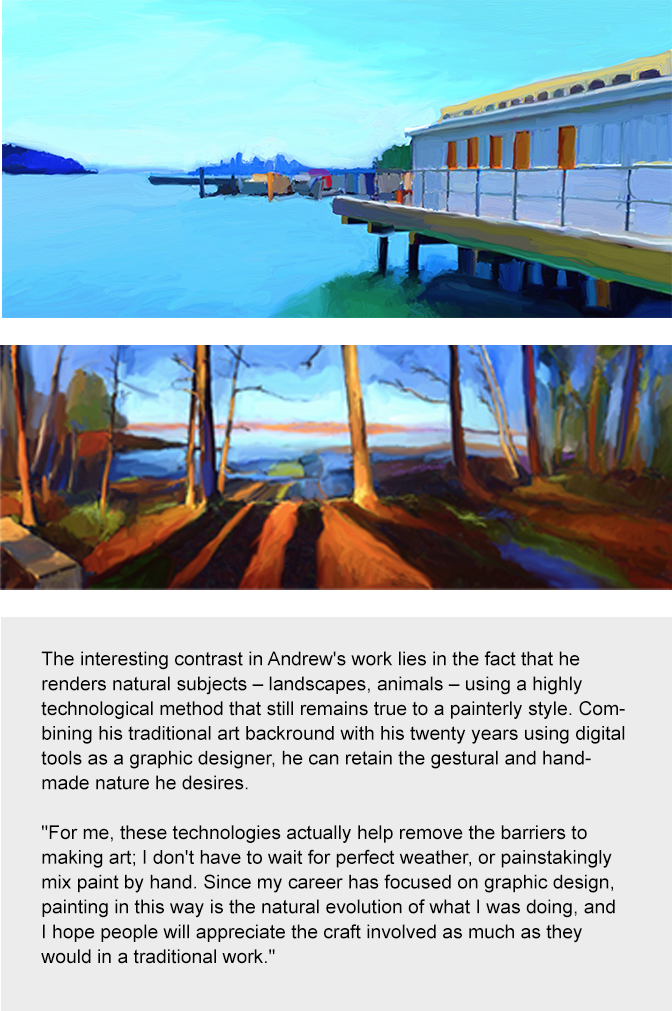 The interesting contrast in Andrew's work lies in the fact that he
renders natural subjects – landscapes, animals – using a highly
technological method that still remains true to a painterly style. Com-
bining his traditional art backround with his twenty years using digital
tools as a graphic designer, he can retain the gestural and hand-
made nature he desires.
"For me, these technologies actually help remove the barriers to
making art; I don't have to wait for perfect weather, or painstakingly
mix paint by hand. Since my career has focused on graphic design,
painting in this way is the natural evolution of what I was doing, and
I hope people will appreciate the craft involved as much as they
would in a traditional work."